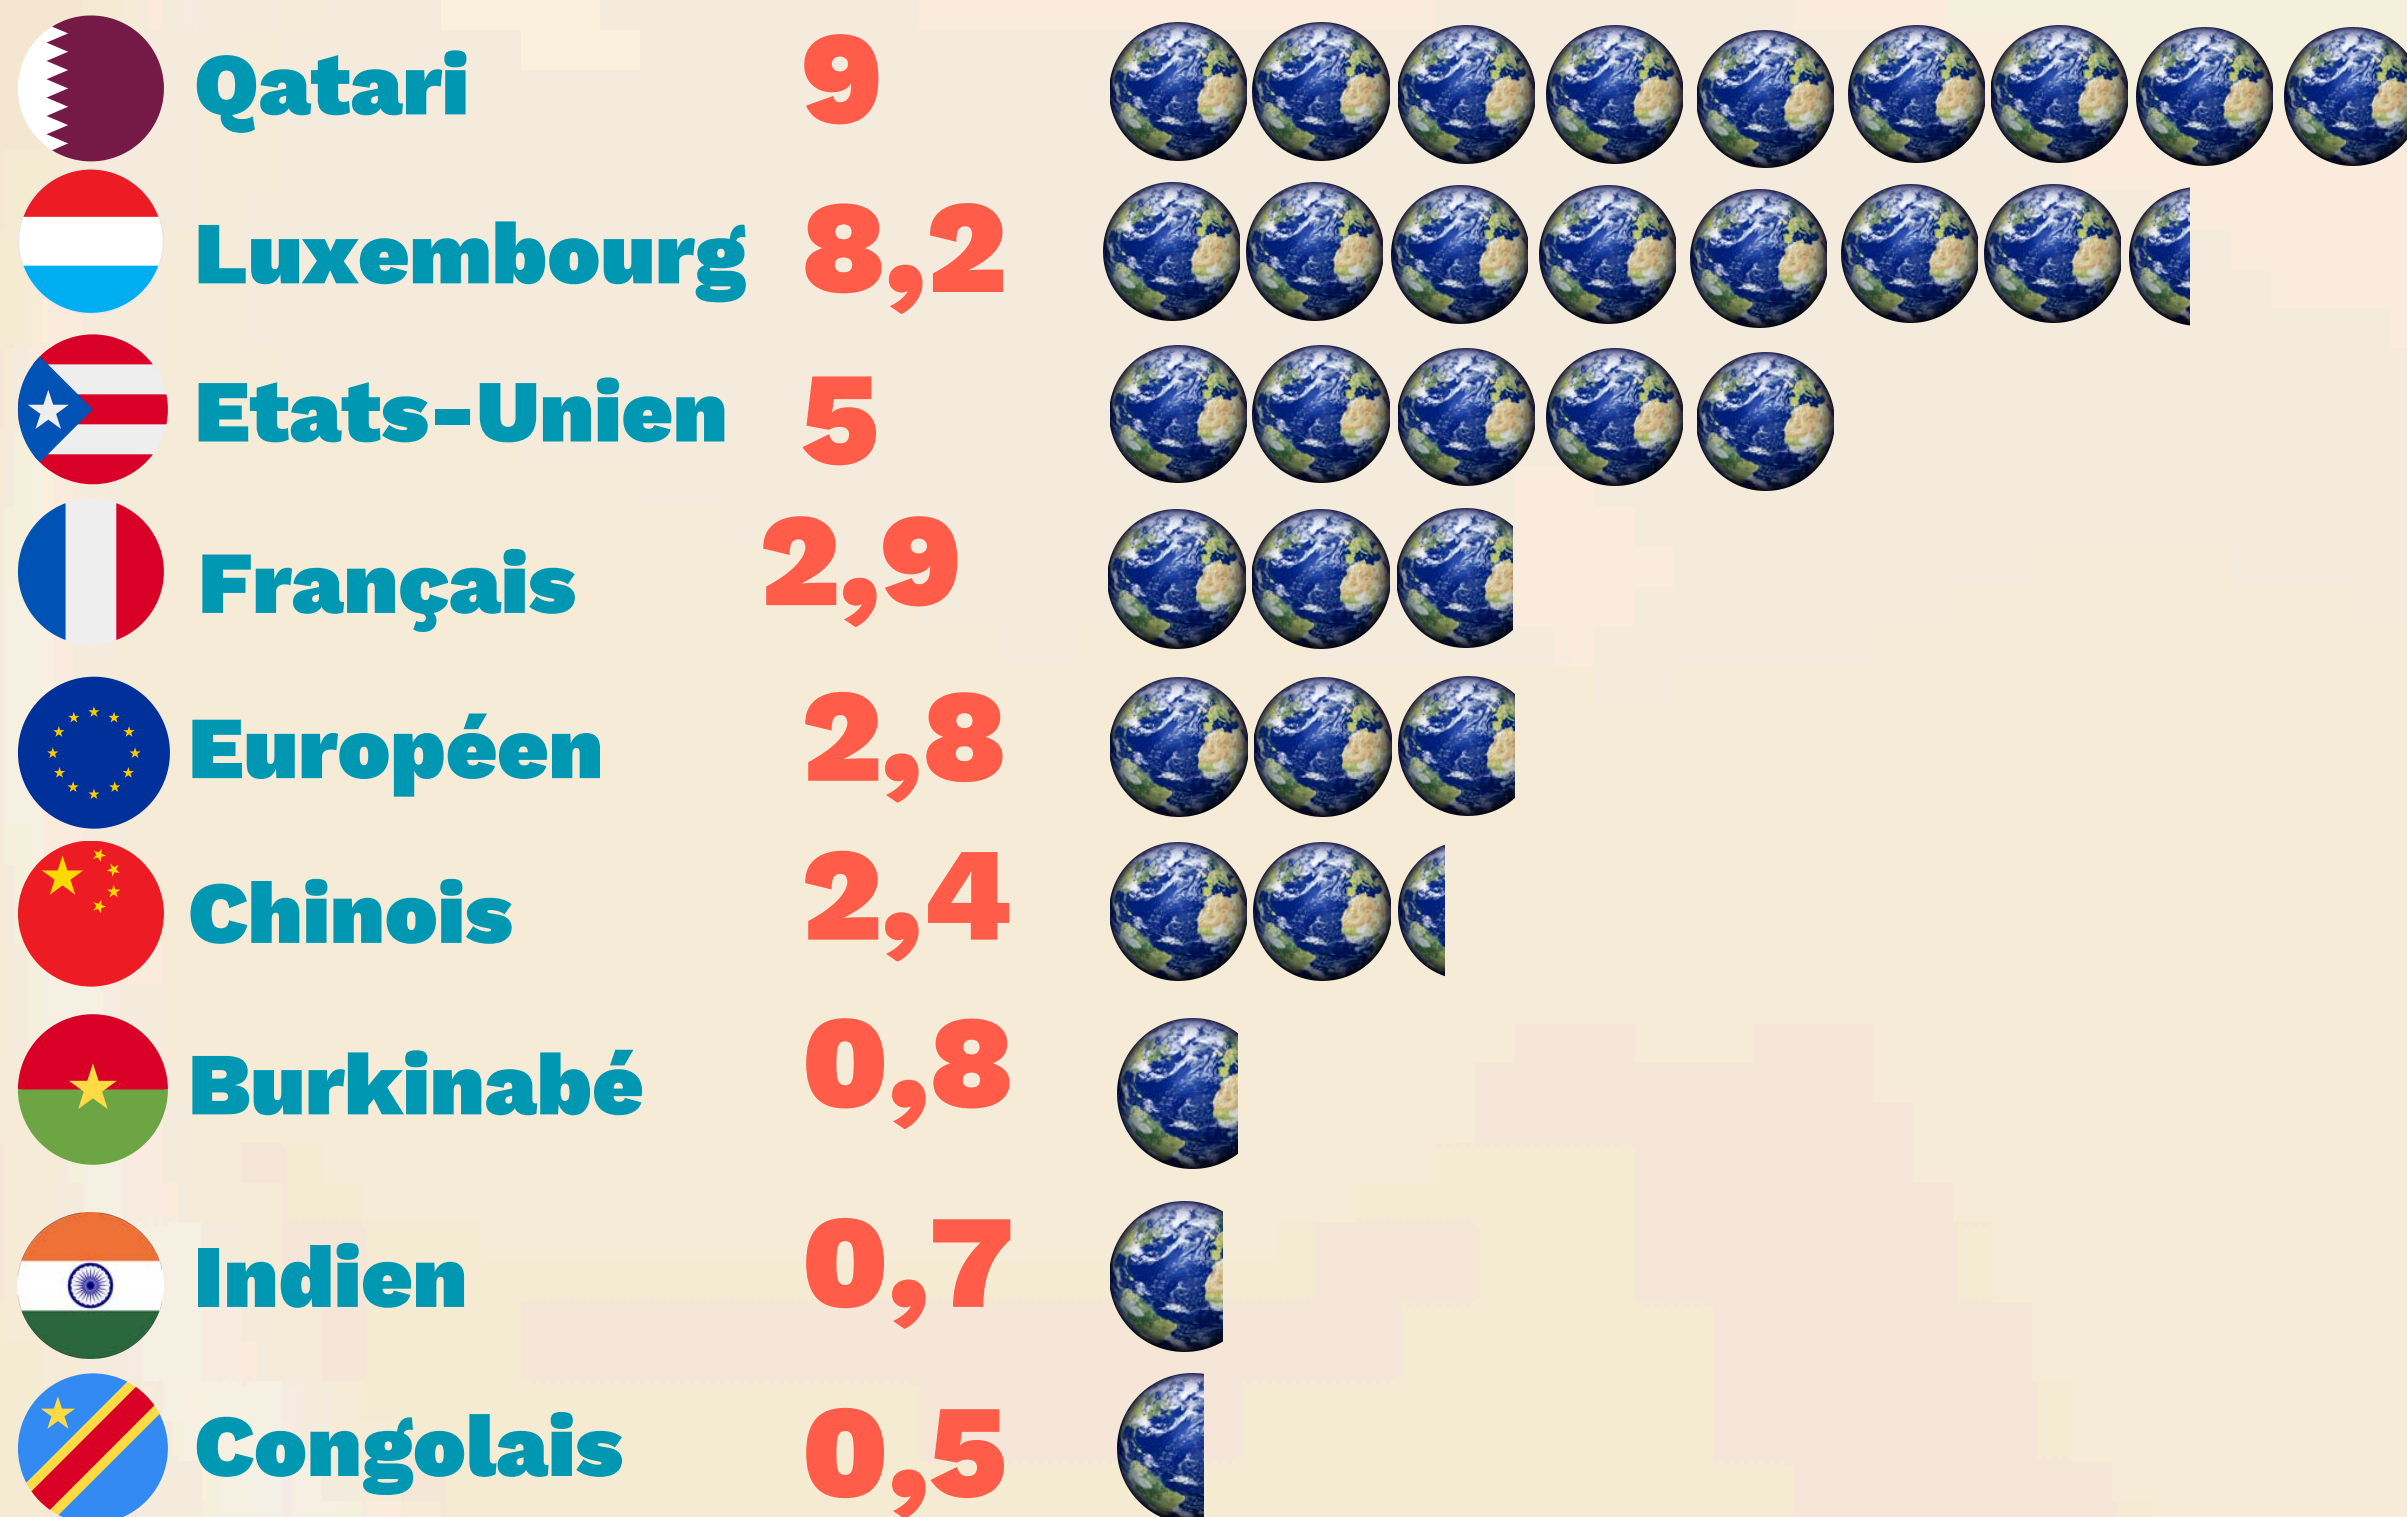 Qatari 9
Luxembourg 8,2
Etats-Unien 5
Français 2,9
Européen 2,8
Chinois 2,4
Burkinabé 0,8
Indien 0,7
Congolais 0,5